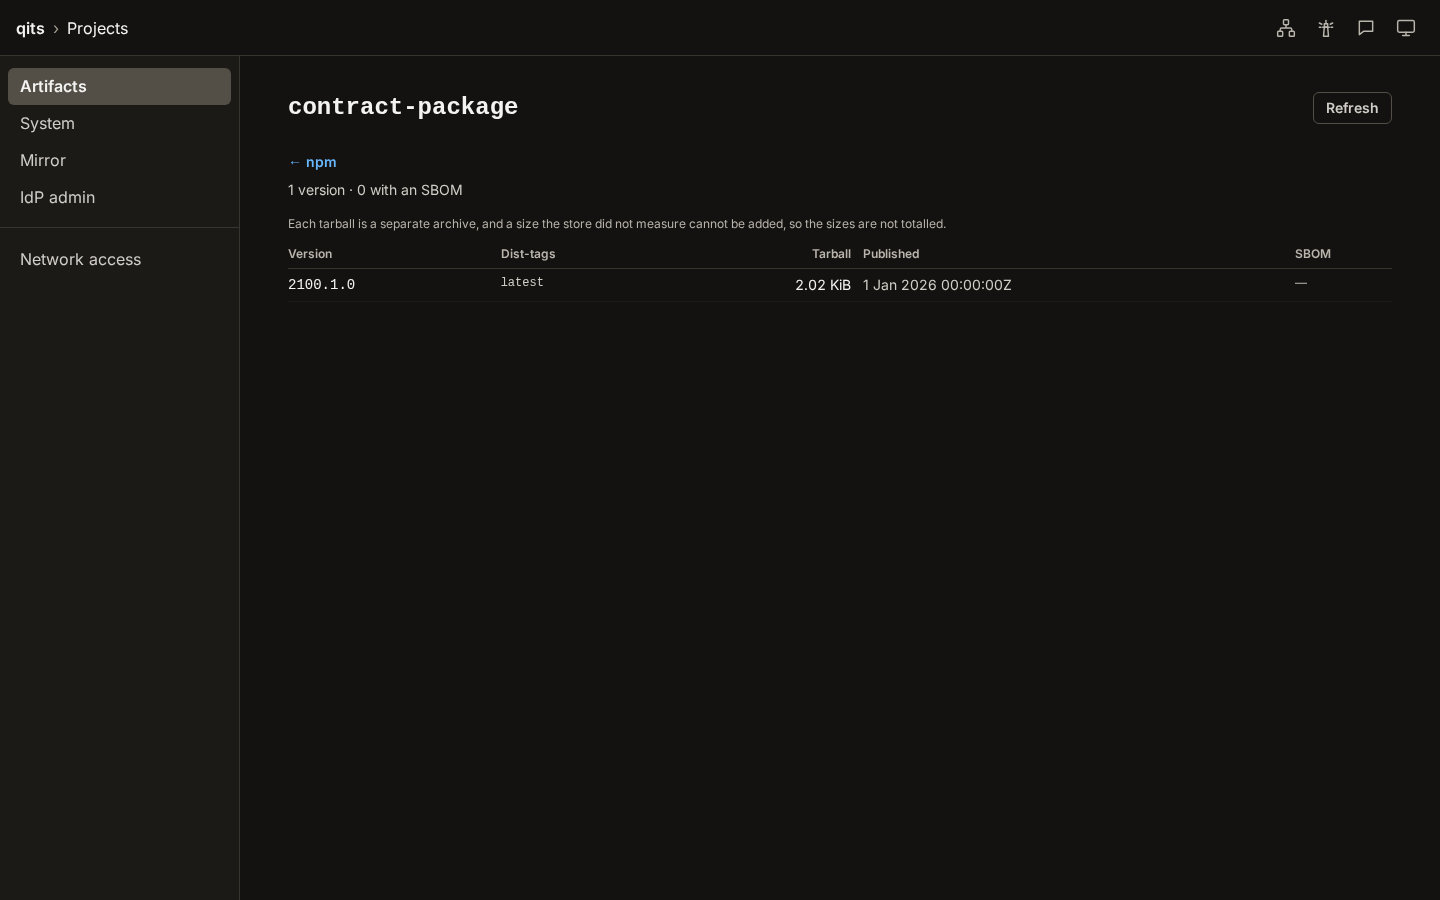 qits › Projects
Artifacts
System
Mirror
IdP admin
Network access
contract-package
Refresh
← npm
1 version · 0 with an SBOM
Each tarball is a separate archive, and a size the store did not measure cannot be added, so the sizes are not totalled.
Version Dist-tags Tarball Published SBOM
2100.1.0 latest 2.02 KiB 1 Jan 2026 00:00:00Z —